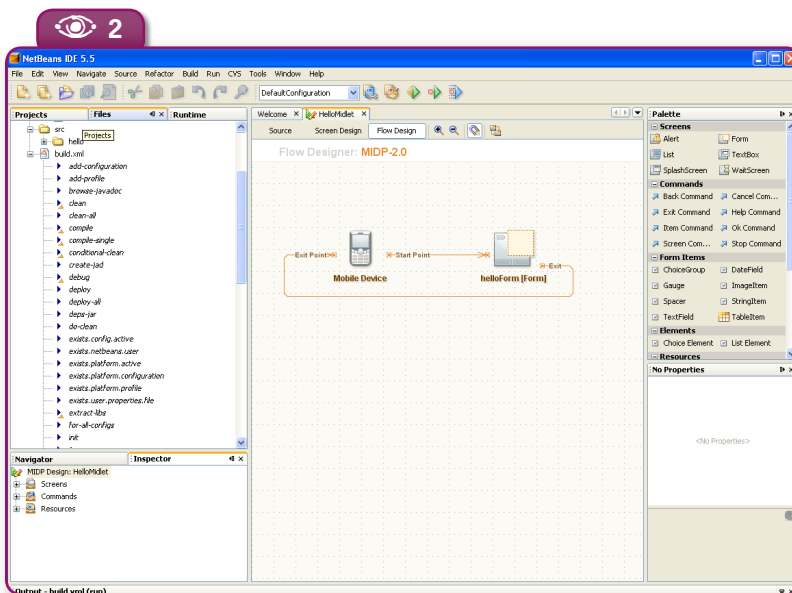 2
NetBeans IDE 5.5
File Edit View Navigate Source Refactor Build Run CVS Tools Window Help
DefaultConfiguration
Projects Files Runtime
src
Projects
hello
build.xml
add-configuration
add-profile
browse-javadoc
clean
clean-all
compile
compile-single
conditional-clean
create-jad
debug
deploy
deploy-all
deps-jar
do-clean
exists.config.active
exists.netbeans.user
exists.platform.active
exists.platform.configuration
exists.platform.profile
exists.user.properties.file
extract-libs
for-all-configs
init
Navigator Inspector
MIDP Design: HelloMidlet
Screens
Commands
Resources
Welcome HelloMidlet
Source Screen Design Flow Design
Flow Designer: MIDP-2.0
Exit Point Start Point
Exit
Mobile Device helloForm [Form]
Palette
Screens
Alert Form
List TextBox
SplashScreen WaitScreen
Commands
Back Command Cancel Com...
Exit Command Help Command
Item Command Ok Command
Screen Com... Stop Command
Form Items
ChoiceGroup DateField
Gauge ImageItem
Spacer StringItem
TextField TableItem
Elements
Choice Element List Element
Resources
No Properties
<No Properties>
Output - build.xml (run)